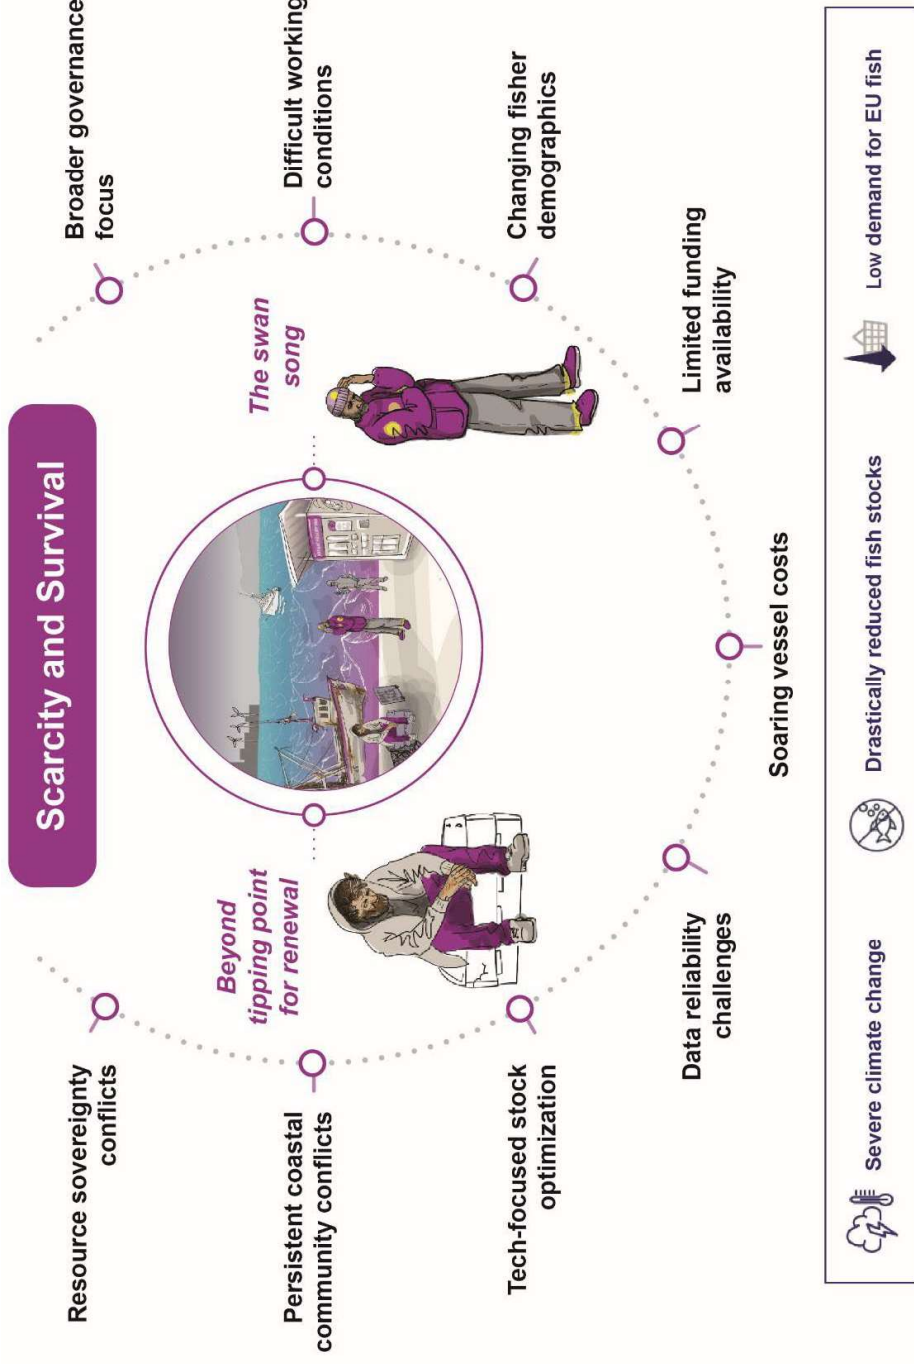 Scarcity and Survival
Resource sovereignty
conflicts
Persistent coastal
community conflicts
Tech-focused stock
optimization
Data reliability
challenges
Soaring vessel costs
Limited funding
availability
Changing fisher
demographics
Difficult working
conditions
Broader governance
focus
Beyond
tipping point
for renewal
The swan
song
Severe climate change
Drastically reduced fish stocks
Low demand for EU fish